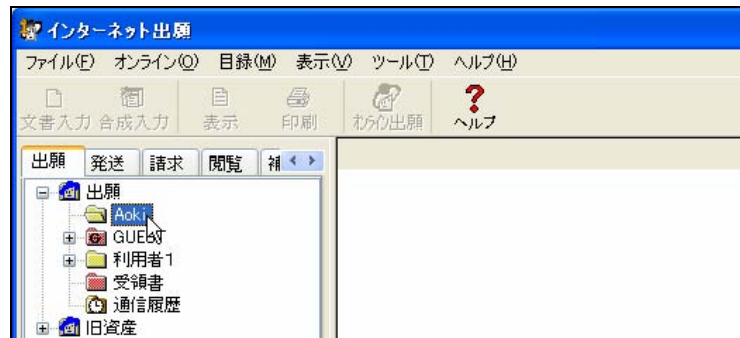 インターネット出願
ファイル(F) オンライン(O) 目録(M) 表示(V) ツール(T) ヘルプ(H)
文書入力 合成入力 表示 印刷 オンライン出願 ヘルプ
出願 発送 請求 閲覧 補
出願
Aoki
GUEST
利用者1
受領書
通信履歴
旧資産